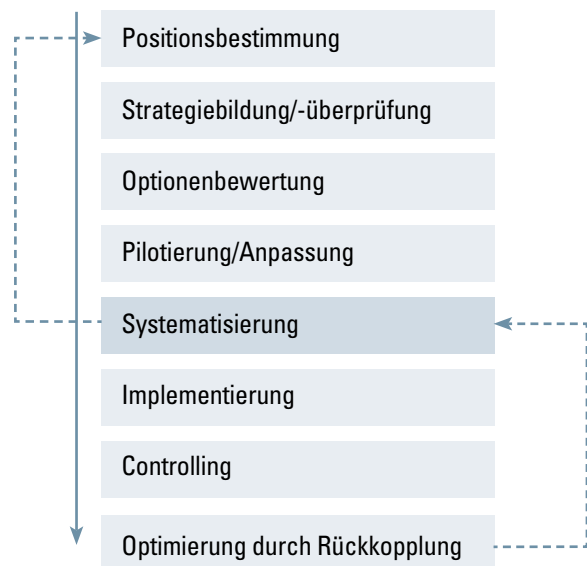 Positionsbestimmung
Strategiebildung/-überprüfung
Optionenbewertung
Pilotierung/Anpassung
Systematisierung
Implementierung
Controlling
Optimierung durch Rückkopplung